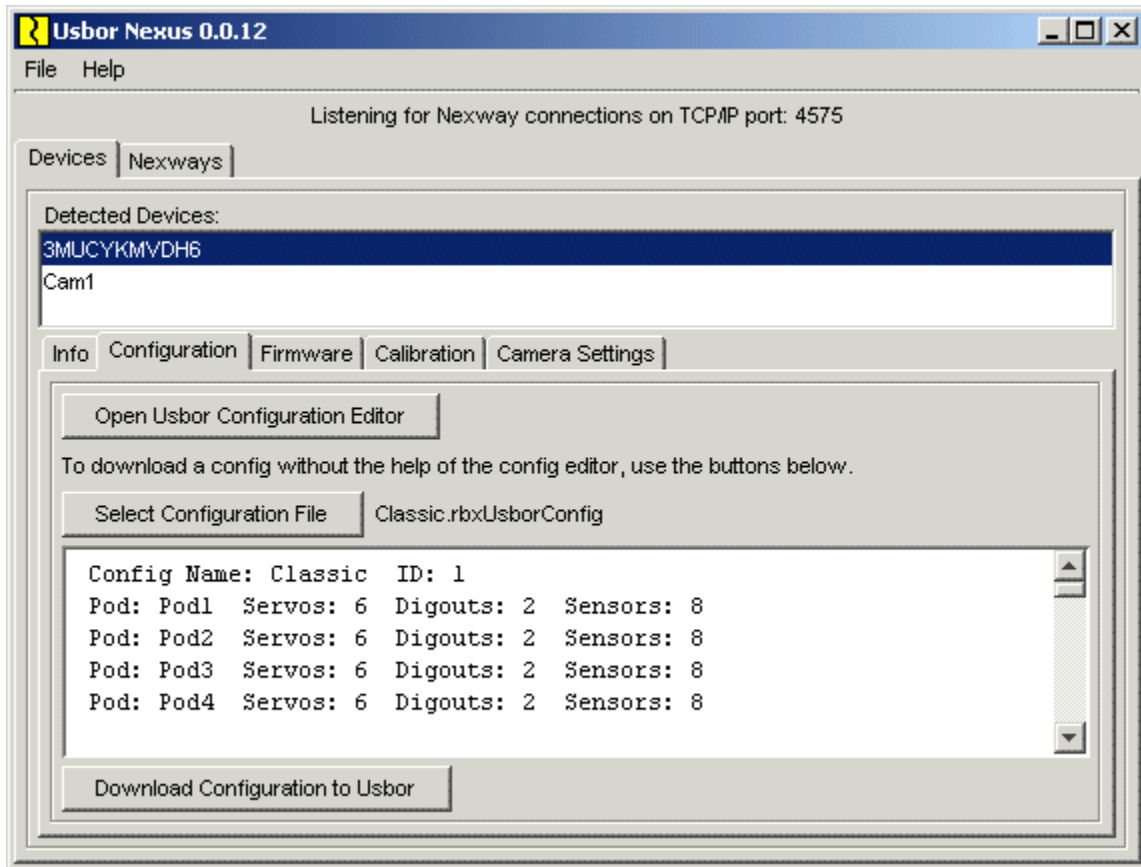 Usbor Nexus 0.0.12
File Help
Listening for Nexway connections on TCP/IP port: 4575
Devices Nexways
Detected Devices:
3MUCYKMVDH6
Cam1
Info Configuration Firmware Calibration Camera Settings
Open Usbor Configuration Editor
To download a config without the help of the config editor, use the buttons below.
Select Configuration File Classic.rbxUsborConfig
Config Name: Classic ID: 1
Pod: Pod1 Servos: 6 Digouts: 2 Sensors: 8
Pod: Pod2 Servos: 6 Digouts: 2 Sensors: 8
Pod: Pod3 Servos: 6 Digouts: 2 Sensors: 8
Pod: Pod4 Servos: 6 Digouts: 2 Sensors: 8
Download Configuration to Usbor